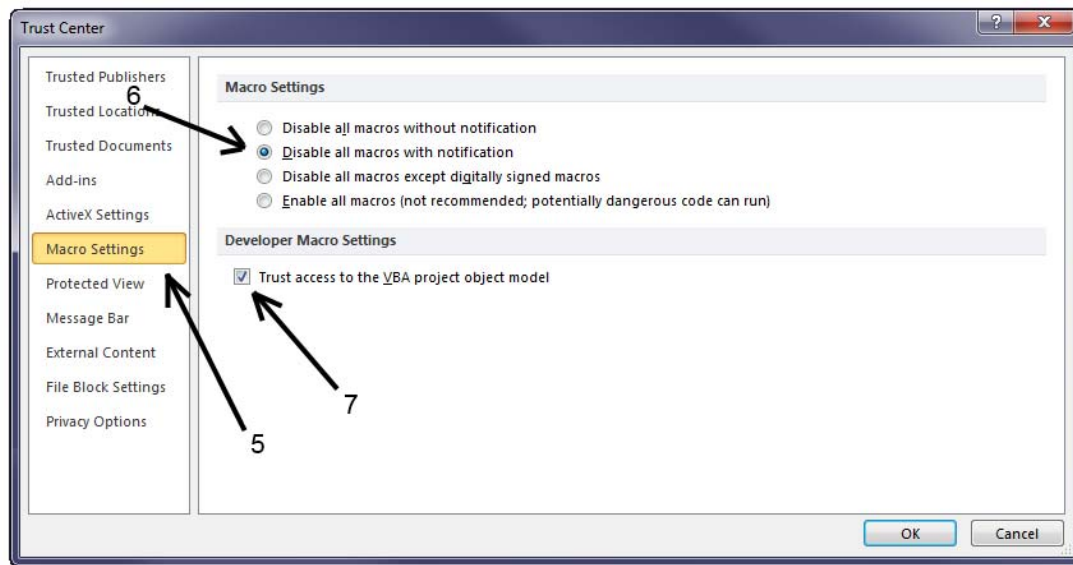 Trust Center
Trusted Publishers
6
Trusted Locations
Trusted Documents
Add-ins
ActiveX Settings
Macro Settings
Protected View
Message Bar
External Content
File Block Settings
Privacy Options
Macro Settings
Disable all macros without notification
Disable all macros with notification
Disable all macros except digitally signed macros
Enable all macros (not recommended; potentially dangerous code can run)
Developer Macro Settings
Trust access to the VBA project object model
7
5
OK
Cancel